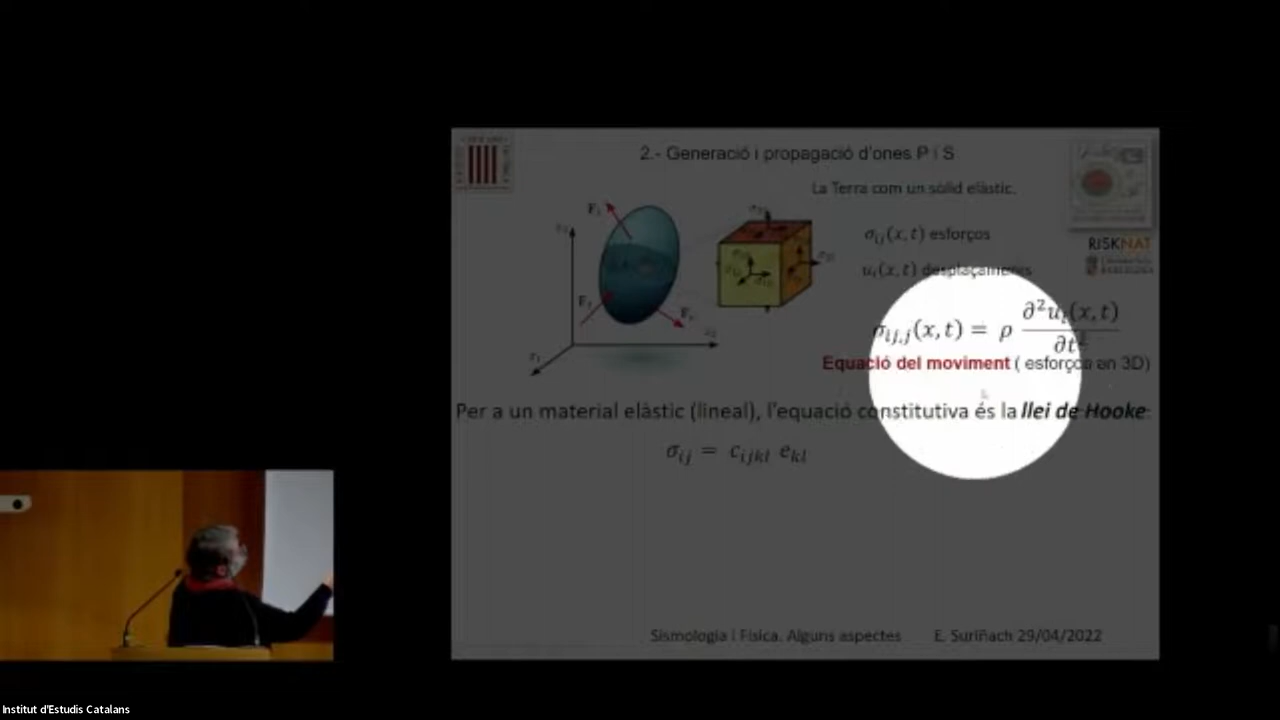 2.- Generació i propagació d'ones P i S
La Terra com un sòlid elàstic.
σij(x,t) esforços
RISKNAT
ui(x,t) desplaçaments
σij,j(x,t) = ρ ∂²ui(x,t) / ∂t²
Equació del moviment ( esforços en 3D)
Per a un material elàstic (lineal), l'equació constitutiva és la llei de Hooke:
σij = cijkl ekl
Sismologia i Física. Alguns aspectes E. Suriñach 29/04/2022
Institut d'Estudis Catalans